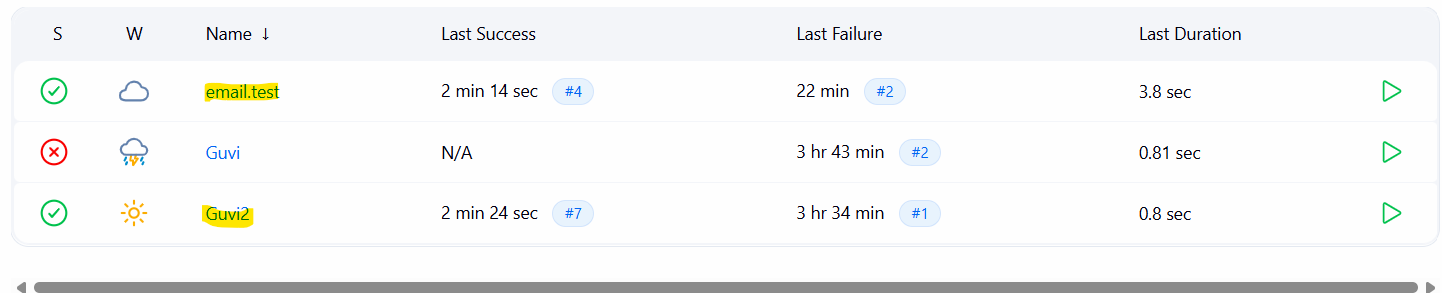 S W Name ↓ Last Success Last Failure Last Duration
email.test 2 min 14 sec #4 22 min #2 3.8 sec
Guvi N/A 3 hr 43 min #2 0.81 sec
Guvi2 2 min 24 sec #7 3 hr 34 min #1 0.8 sec